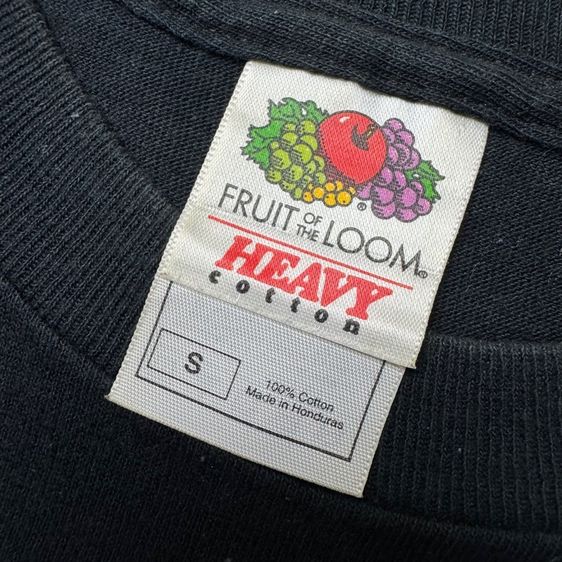 FRUIT OF THE LOOM®
HEAVY
cotton
S
100% Cotton
Made in Honduras